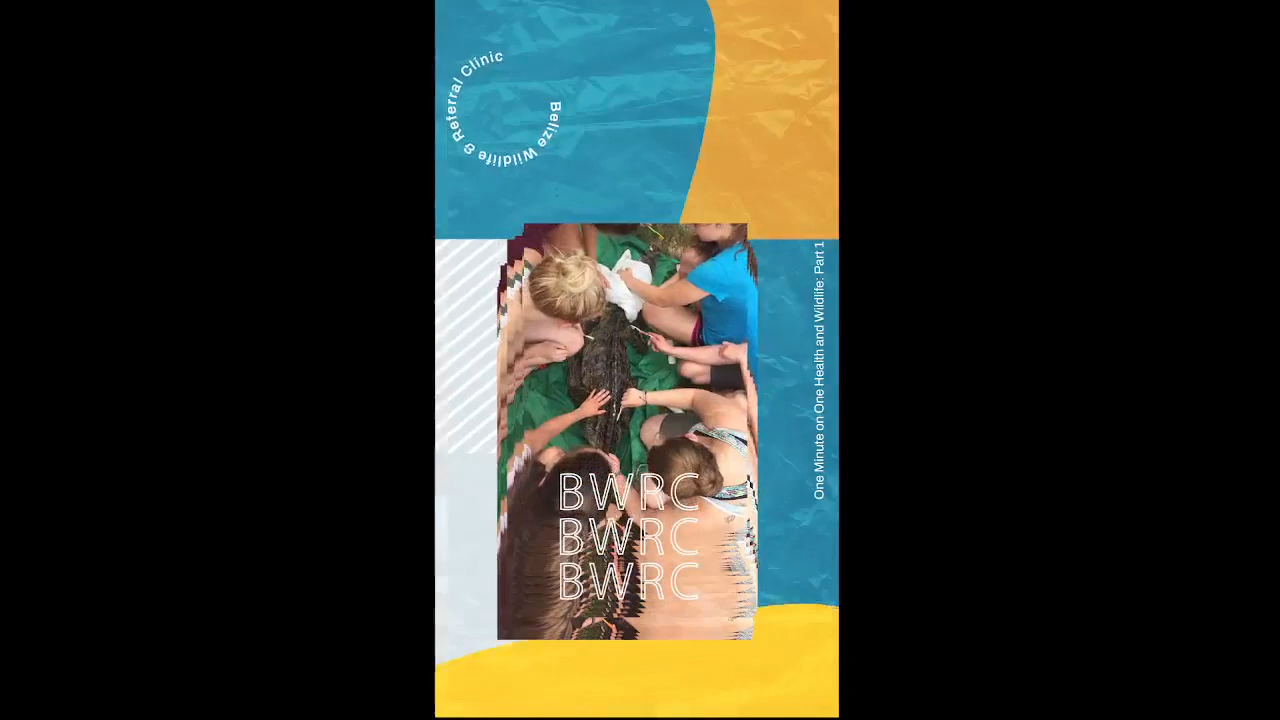 Belize Wildlife & Referral Clinic
One Minute on One Health and Wildlife: Part 1
BWRC
BWRC
BWRC